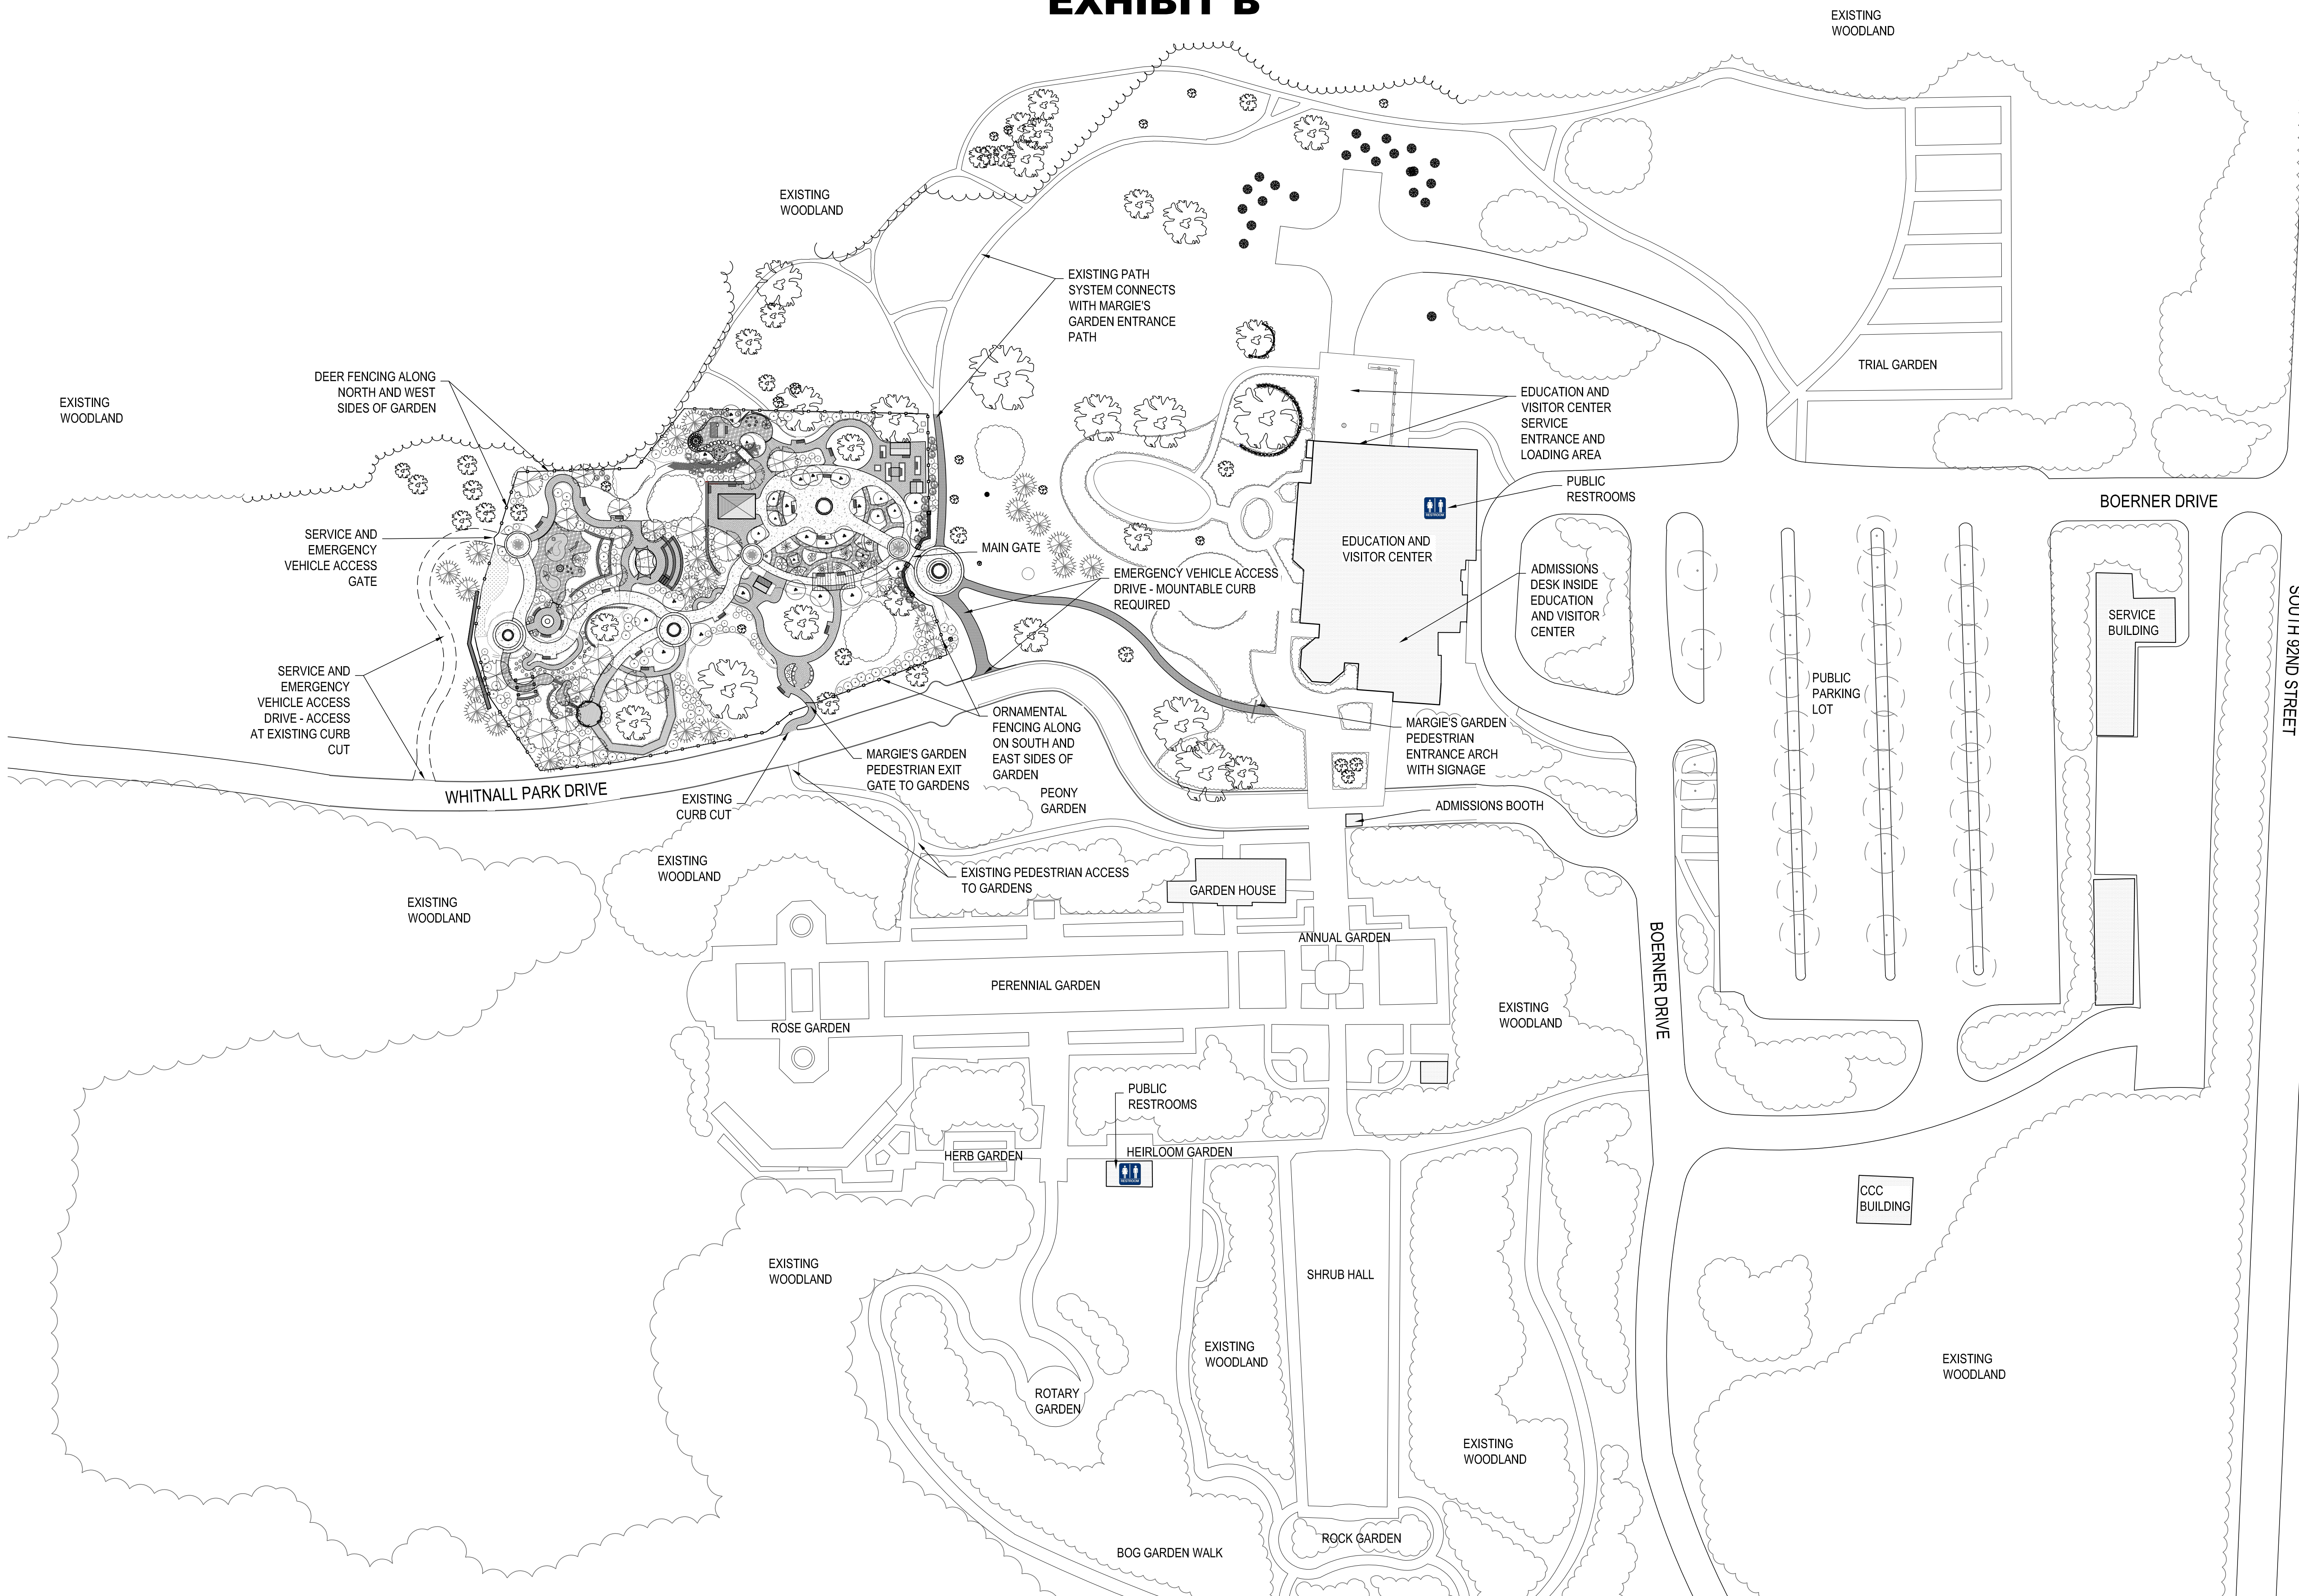 EXHIBIT B
EXISTING
WOODLAND
EXISTING
WOODLAND
EXISTING PATH
SYSTEM CONNECTS
WITH MARGIE'S
GARDEN ENTRANCE
PATH
DEER FENCING ALONG
NORTH AND WEST
SIDES OF GARDEN
EXISTING
WOODLAND
TRIAL GARDEN
EDUCATION AND
VISITOR CENTER
SERVICE
ENTRANCE AND
LOADING AREA
PUBLIC
RESTROOMS
RESTROOM
BOERNER DRIVE
SERVICE AND
EMERGENCY
VEHICLE ACCESS
GATE
MAIN GATE
EDUCATION AND
VISITOR CENTER
EMERGENCY VEHICLE ACCESS
DRIVE - MOUNTABLE CURB
REQUIRED
ADMISSIONS
DESK INSIDE
EDUCATION
AND VISITOR
CENTER
SERVICE
BUILDING
SOUTH 92ND STREET
SERVICE AND
EMERGENCY
VEHICLE ACCESS
DRIVE - ACCESS
AT EXISTING CURB
CUT
PUBLIC
PARKING
LOT
ORNAMENTAL
FENCING ALONG
ON SOUTH AND
EAST SIDES OF
GARDEN
MARGIE'S GARDEN
PEDESTRIAN
ENTRANCE ARCH
WITH SIGNAGE
MARGIE'S GARDEN
PEDESTRIAN EXIT
GATE TO GARDENS
WHITNALL PARK DRIVE
EXISTING
CURB CUT
PEONY
GARDEN
ADMISSIONS BOOTH
EXISTING
WOODLAND
EXISTING PEDESTRIAN ACCESS
TO GARDENS
GARDEN HOUSE
EXISTING
WOODLAND
ANNUAL GARDEN
BOERNER DRIVE
PERENNIAL GARDEN
ROSE GARDEN
EXISTING
WOODLAND
PUBLIC
RESTROOMS
HERB GARDEN
HEIRLOOM GARDEN
RESTROOM
CCC
BUILDING
EXISTING
WOODLAND
SHRUB HALL
EXISTING
WOODLAND
EXISTING
WOODLAND
ROTARY
GARDEN
EXISTING
WOODLAND
ROCK GARDEN
BOG GARDEN WALK